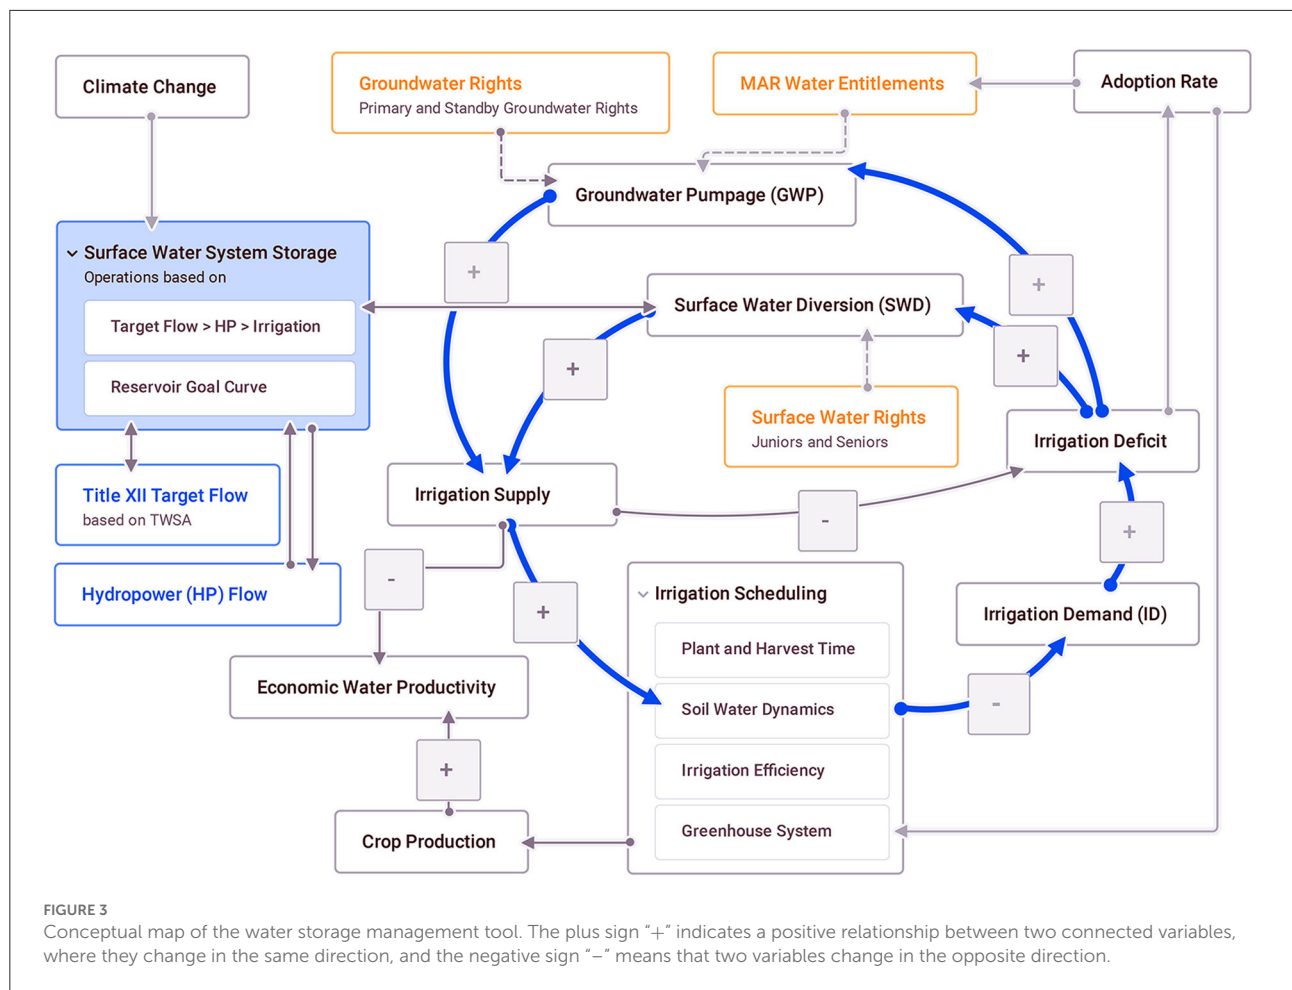 Climate Change
Groundwater Rights
Primary and Standby Groundwater Rights
MAR Water Entitlements
Adoption Rate
Groundwater Pumpage (GWP)
Surface Water System Storage
Operations based on
Target Flow > HP > Irrigation
Reservoir Goal Curve
+
+
Surface Water Diversion (SWD)
+
+
Surface Water Rights
Juniors and Seniors
Irrigation Deficit
Title XII Target Flow
based on TWSA
Irrigation Supply
-
+
Hydropower (HP) Flow
-
+
Irrigation Scheduling
Plant and Harvest Time
Soil Water Dynamics
Irrigation Efficiency
Greenhouse System
Irrigation Demand (ID)
-
Economic Water Productivity
+
Crop Production
FIGURE 3
Conceptual map of the water storage management tool. The plus sign “+” indicates a positive relationship between two connected variables,
where they change in the same direction, and the negative sign “–” means that two variables change in the opposite direction.